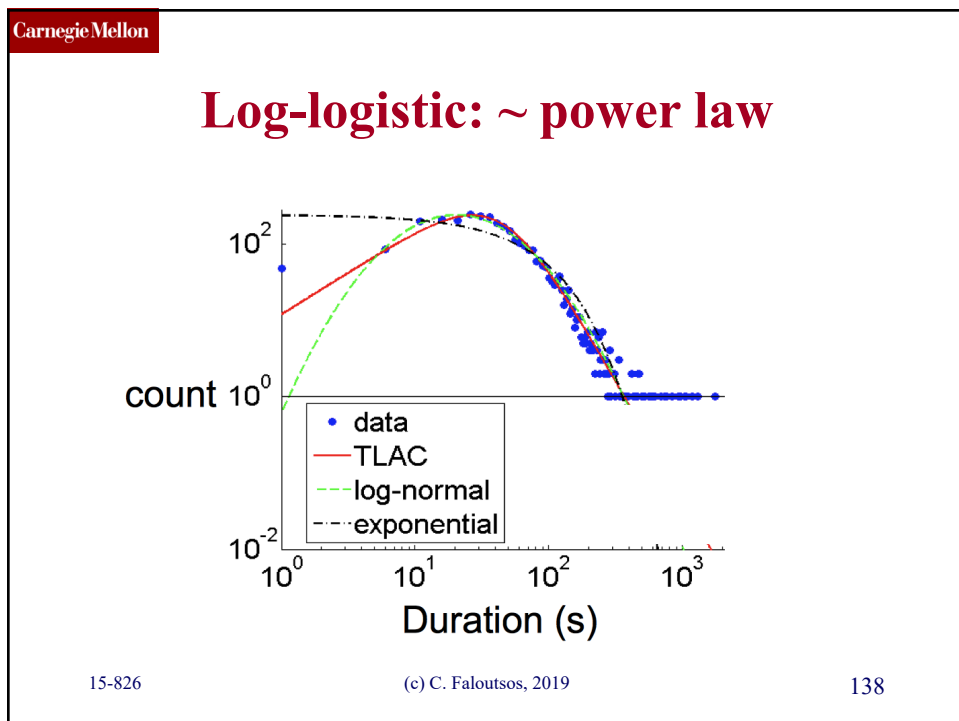 Carnegie Mellon
Log-logistic: ~ power law
10^2
count 10^0
data
TLAC
log-normal
exponential
10^-2
10^0 10^1 10^2 10^3
Duration (s)
15-826 (c) C. Faloutsos, 2019 138